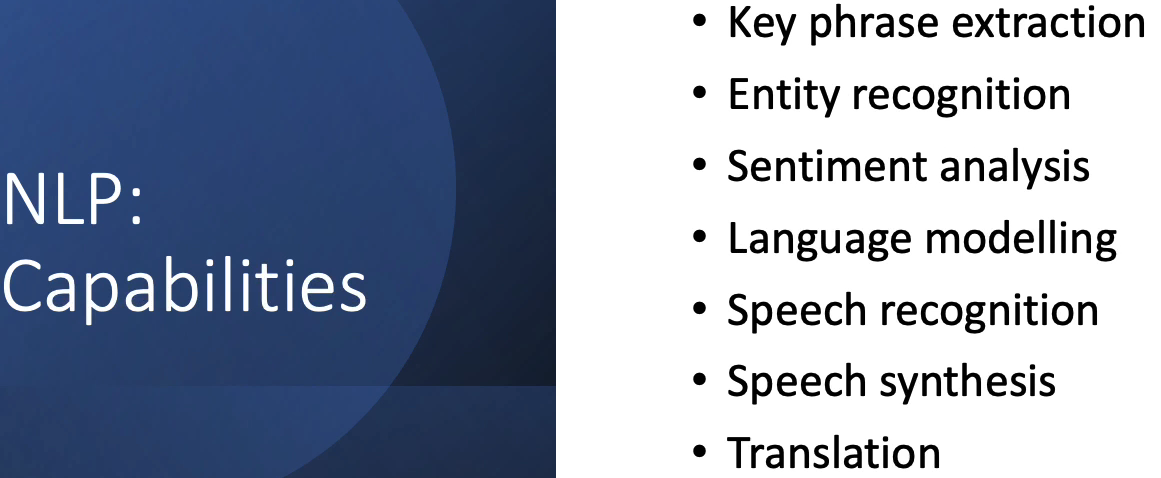 NLP:
Capabilities
• Key phrase extraction
• Entity recognition
• Sentiment analysis
• Language modelling
• Speech recognition
• Speech synthesis
• Translation